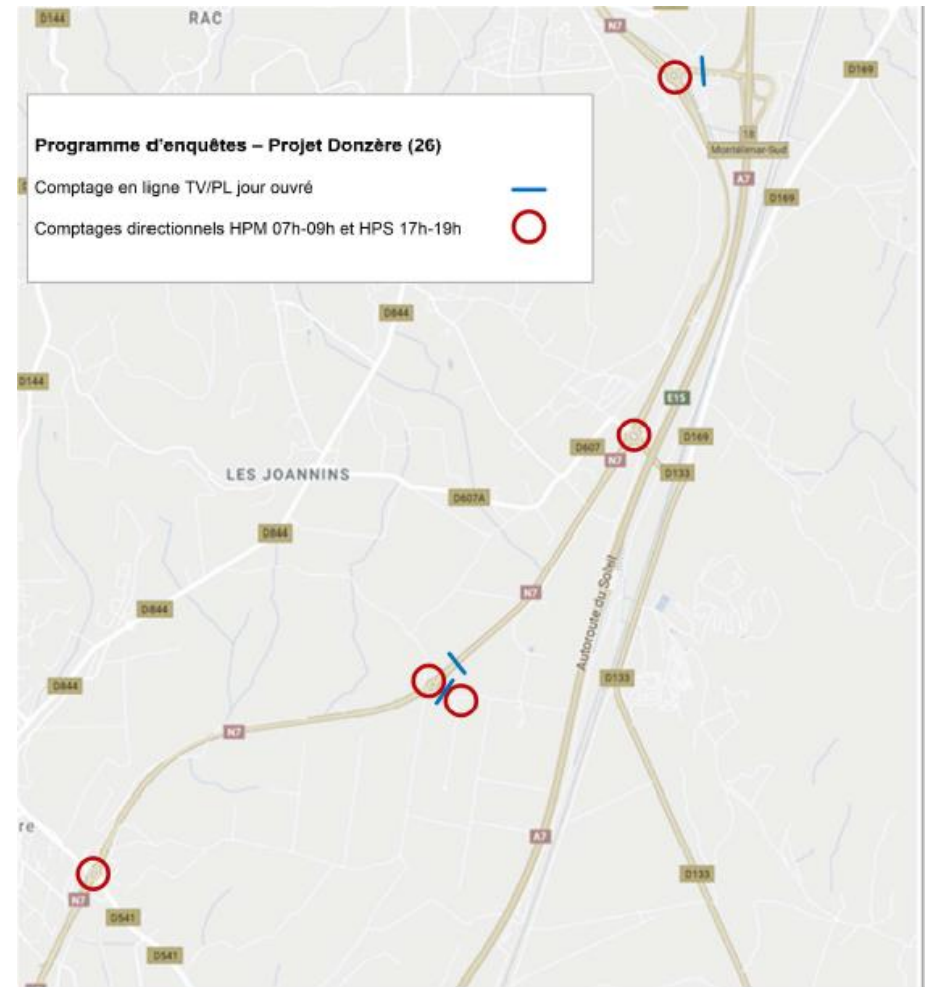 D144
RAC
N7
D169
Programme d'enquêtes – Projet Donzère (26)
18
Montélimar-Sud
Comptage en ligne TV/PL jour ouvré
A7
D169
Comptages directionnels HPM 07h-09h et HPS 17h-19h
D844
D144
E15
D607
D169
N7
LES JOANNINS
D133
D607A
D844
N7
Autoroute du Soleil
D844
D133
D844
N7
re
A7
D133
N7
D541
D541